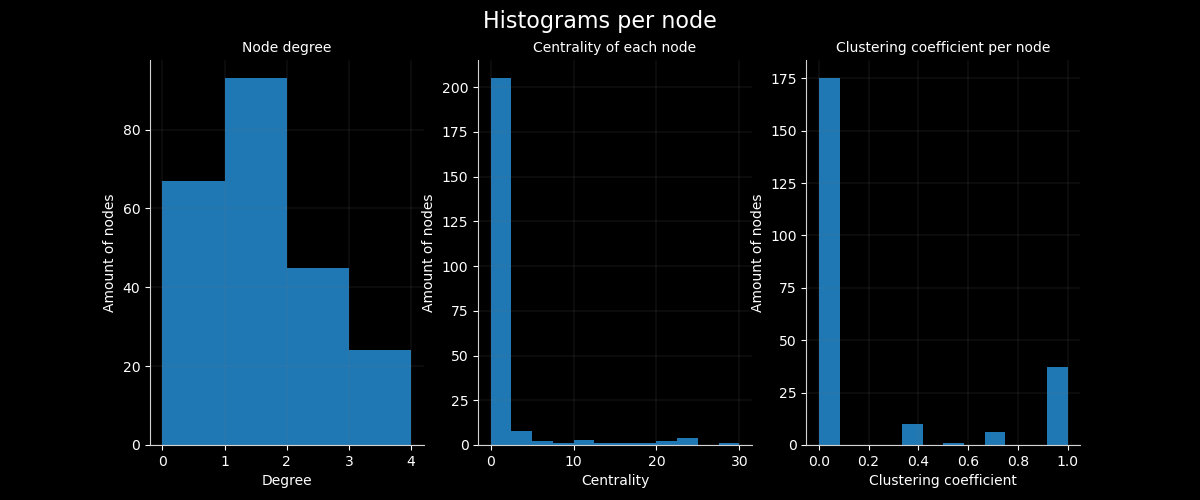 Histograms per node
Node degree
Amount of nodes
80
60
40
20
0
0 1 2 3 4
Degree
Centrality of each node
Amount of nodes
200
175
150
125
100
75
50
25
0
0 10 20 30
Centrality
Clustering coefficient per node
Amount of nodes
175
150
125
100
75
50
25
0
0.0 0.2 0.4 0.6 0.8 1.0
Clustering coefficient